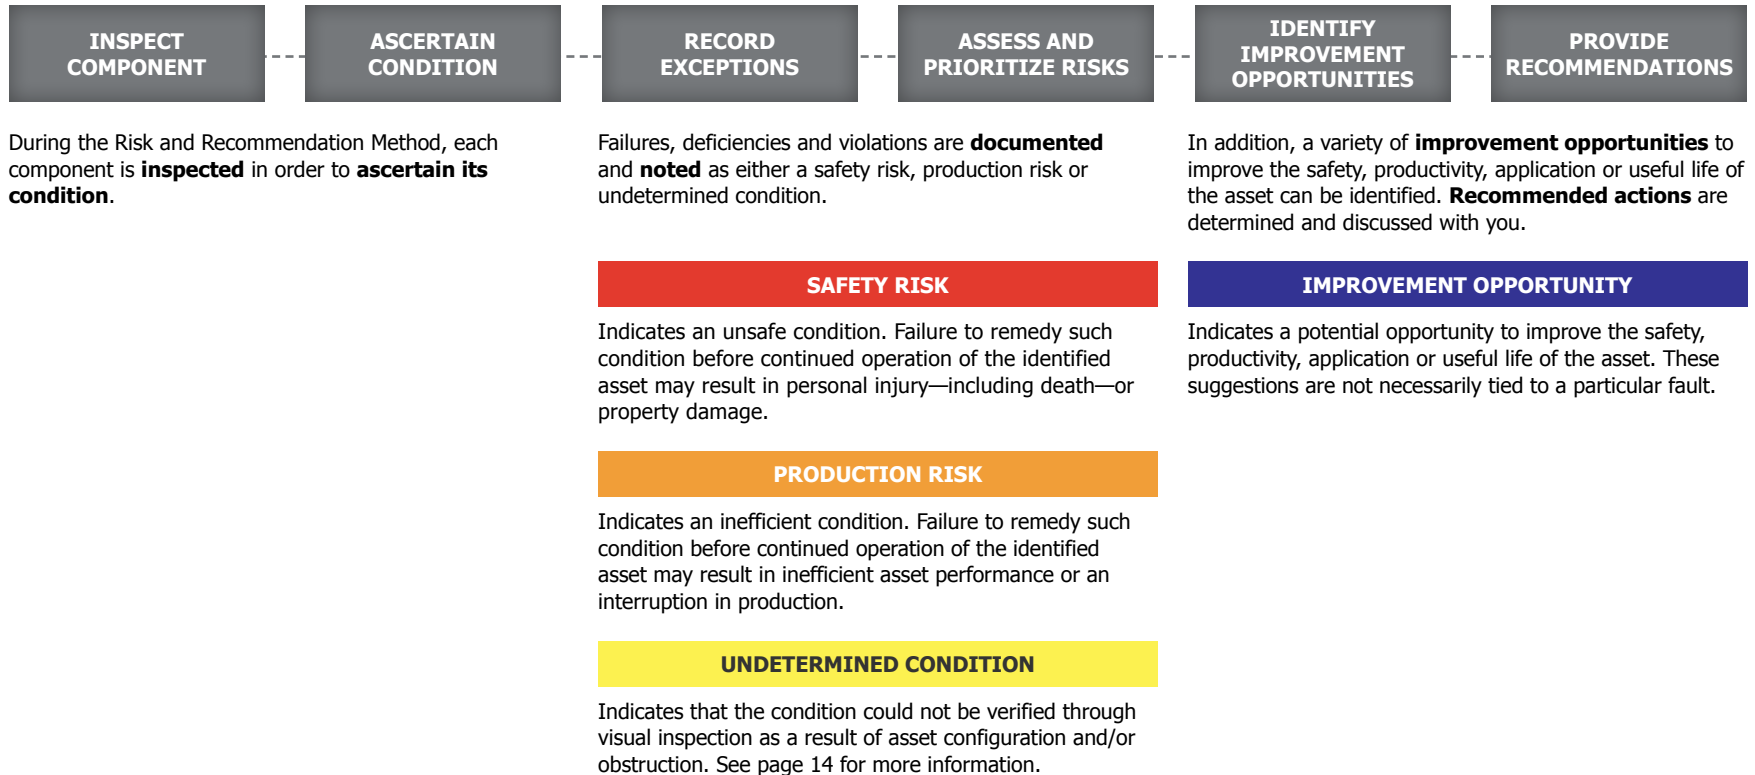 INSPECT
COMPONENT
ASCERTAIN
CONDITION
RECORD
EXCEPTIONS
ASSESS AND
PRIORITIZE RISKS
IDENTIFY
IMPROVEMENT
OPPORTUNITIES
PROVIDE
RECOMMENDATIONS
During the Risk and Recommendation Method, each
component is inspected in order to ascertain its
condition.
Failures, deficiencies and violations are documented
and noted as either a safety risk, production risk or
undetermined condition.
SAFETY RISK
Indicates an unsafe condition. Failure to remedy such
condition before continued operation of the identified
asset may result in personal injury—including death—or
property damage.
PRODUCTION RISK
Indicates an inefficient condition. Failure to remedy such
condition before continued operation of the identified
asset may result in inefficient asset performance or an
interruption in production.
UNDETERMINED CONDITION
Indicates that the condition could not be verified through
visual inspection as a result of asset configuration and/or
obstruction. See page 14 for more information.
In addition, a variety of improvement opportunities to
improve the safety, productivity, application or useful life of
the asset can be identified. Recommended actions are
determined and discussed with you.
IMPROVEMENT OPPORTUNITY
Indicates a potential opportunity to improve the safety,
productivity, application or useful life of the asset. These
suggestions are not necessarily tied to a particular fault.